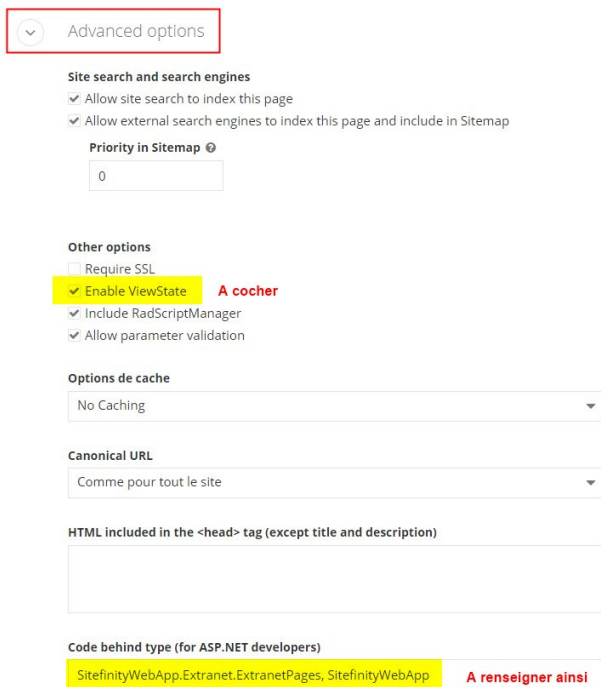 Advanced options
Site search and search engines
Allow site search to index this page
Allow external search engines to index this page and include in Sitemap
Priority in Sitemap ?
0
Other options
Require SSL
Enable ViewState A cocher
Include RadScriptManager
Allow parameter validation
Options de cache
No Caching
Canonical URL
Comme pour tout le site
HTML included in the <head> tag (except title and description)
Code behind type (for ASP.NET developers)
SitefinityWebApp.Extranet.ExtranetPages, SitefinityWebApp A renseigner ainsi